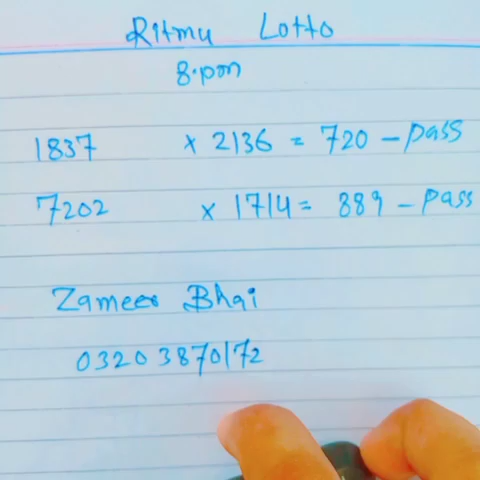 Ritmu Lotto
8.pm
1837 × 2136 = 720 - Pass
7202 × 1714 = 889 - Pass
Zameer Bhai
03203870172